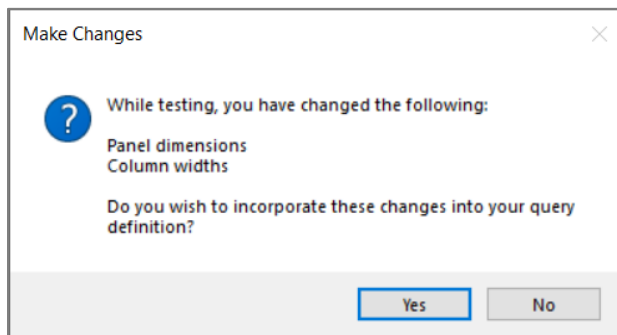 Make Changes
While testing, you have changed the following:
Panel dimensions
Column widths
Do you wish to incorporate these changes into your query
definition?
Yes
No